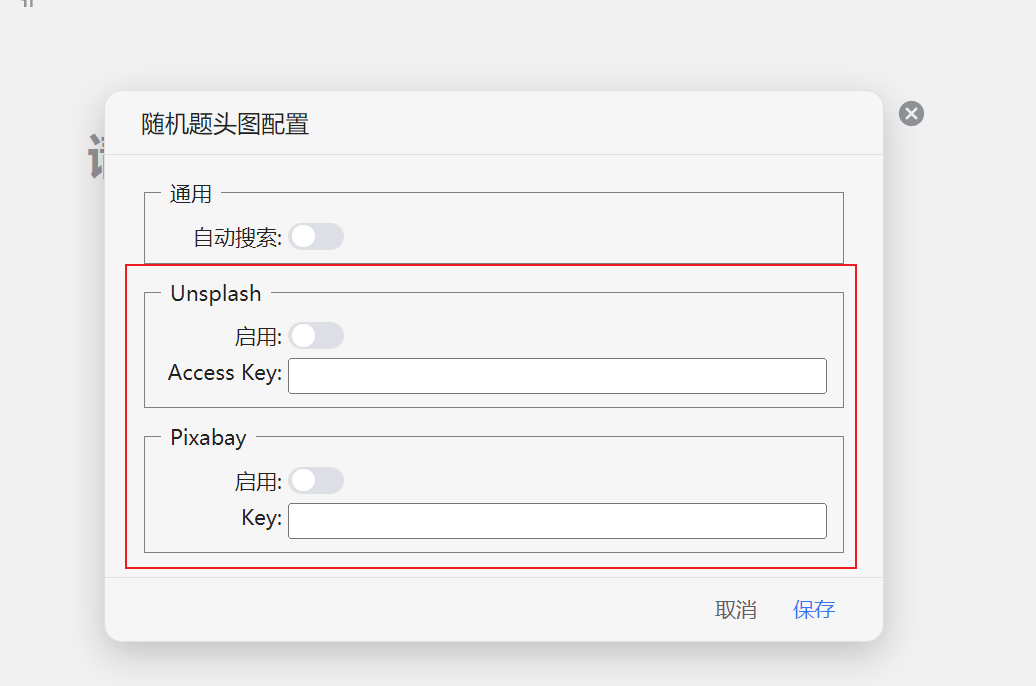 随机题头图配置
通用
自动搜索:
Unsplash
启用:
Access Key:
Pixabay
启用:
Key:
取消
保存